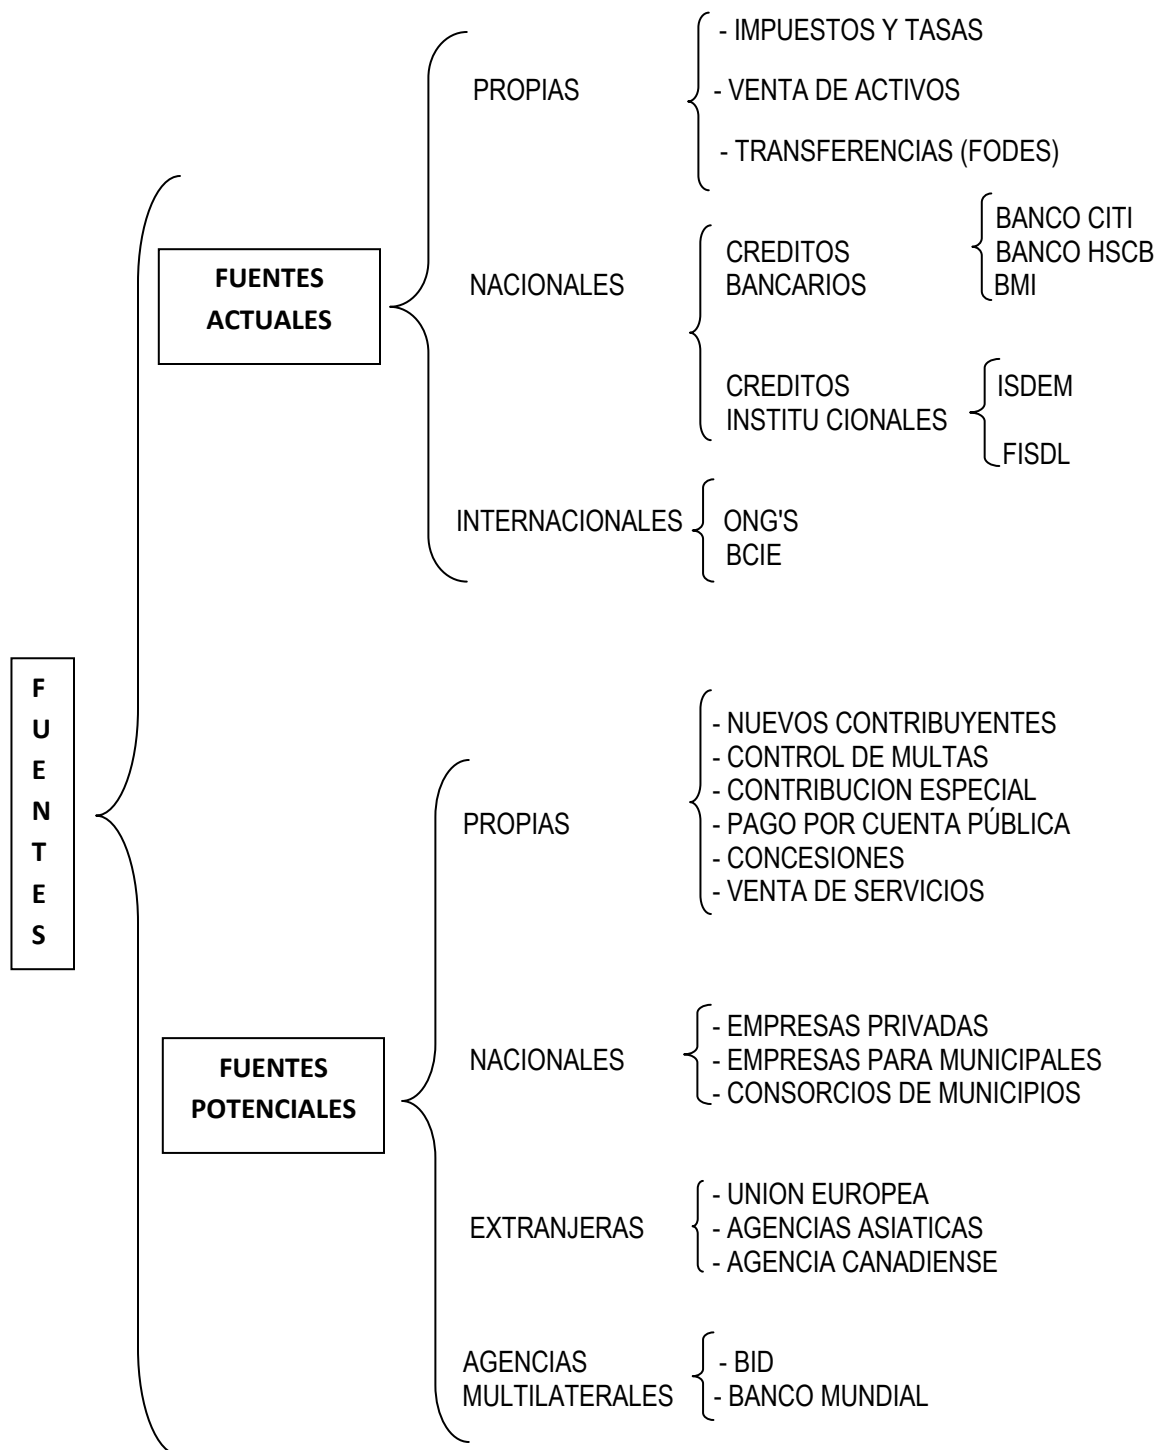 FUENTES
FUENTES
ACTUALES
PROPIAS
- IMPUESTOS Y TASAS
- VENTA DE ACTIVOS
- TRANSFERENCIAS (FODES)
NACIONALES
CREDITOS
BANCARIOS
BANCO CITI
BANCO HSCB
BMI
CREDITOS
INSTITU CIONALES
ISDEM
FISDL
INTERNACIONALES
ONG'S
BCIE
FUENTES
POTENCIALES
PROPIAS
- NUEVOS CONTRIBUYENTES
- CONTROL DE MULTAS
- CONTRIBUCION ESPECIAL
- PAGO POR CUENTA PÚBLICA
- CONCESIONES
- VENTA DE SERVICIOS
NACIONALES
- EMPRESAS PRIVADAS
- EMPRESAS PARA MUNICIPALES
- CONSORCIOS DE MUNICIPIOS
EXTRANJERAS
- UNION EUROPEA
- AGENCIAS ASIATICAS
- AGENCIA CANADIENSE
AGENCIAS
MULTILATERALES
- BID
- BANCO MUNDIAL